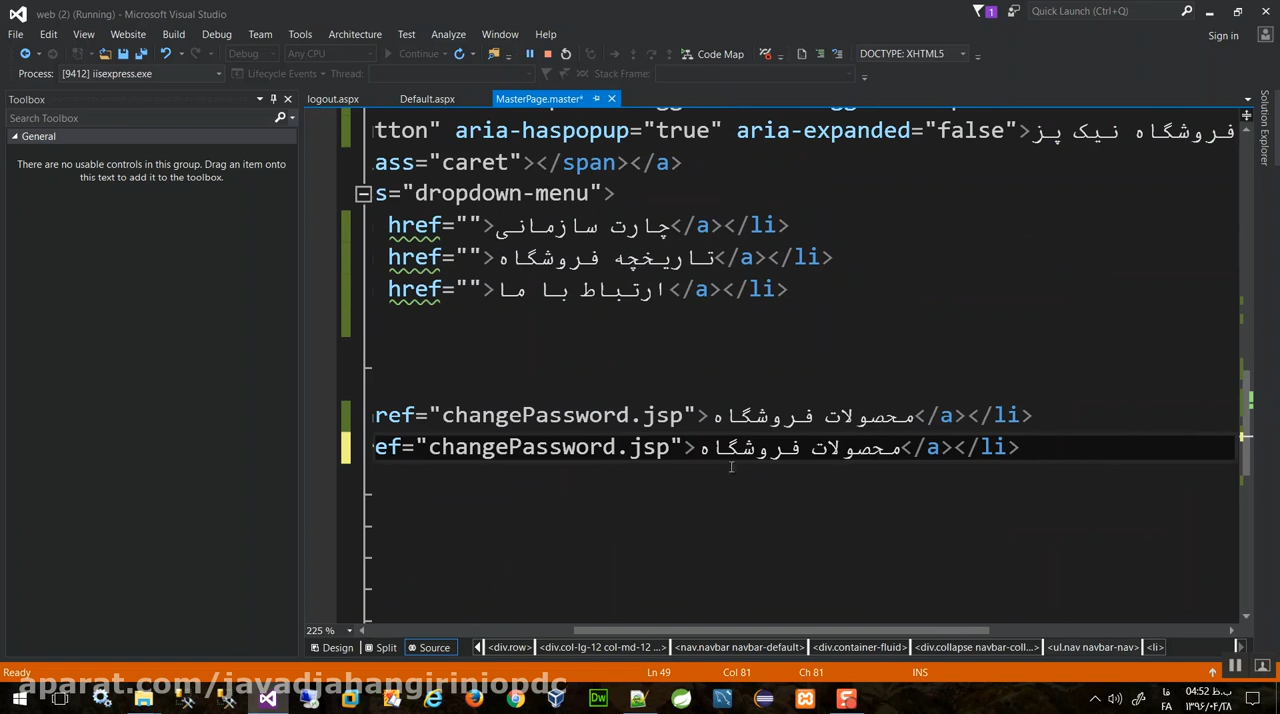 web (2) (Running) - Microsoft Visual Studio
1
Quick Launch (Ctrl+Q)
File Edit View Website Build Debug Team Tools Architecture Test Analyze Window Help
Sign in
Debug Any CPU Continue Code Map DOCTYPE: XHTML5
Process: [9412] iisexpress.exe Lifecycle Events Thread: Stack Frame:
Toolbox
logout.aspx Default.aspx MasterPage.master*
Search Toolbox
General
There are no usable controls in this group. Drag an item onto
this text to add it to the toolbox.
Solution Explorer
tton" aria-haspopup="true" aria-expanded="false">فروشگاه نیک پز
ass="caret"></span></a>
s="dropdown-menu">
href="">چارت سازمانی</a></li>
href="">تاریخچه فروشگاه</a></li>
href="">ارتباط با ما</a></li>
ref="changePassword.jsp">محصولات فروشگاه</a></li>
ef="changePassword.jsp">محصولات فروشگاه</a></li>
225 %
Design Split Source <div.row> <div.col-lg-12 col-md-12 ...> <nav.navbar navbar-default> <div.container-fluid> <div.collapse navbar-coll...> <ul.nav navbar-nav> <li>
Ready Ln 49 Col 81 Ch 81 INS
aparat.com/javadjahangiriniopdc
Dw
فا
FA
04:52 ب.ظ
۱۳۹۶/۰۴/۲۸